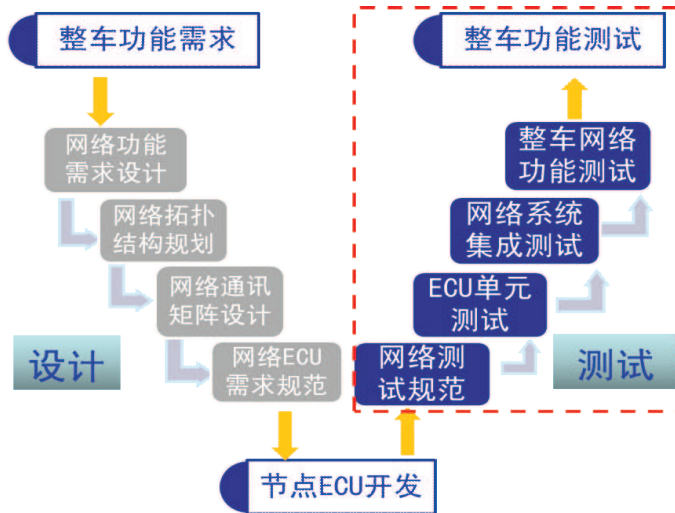 整车功能需求
整车功能测试
网络功能
需求设计
整车网络
功能测试
网络拓扑
结构规划
网络系统
集成测试
网络通讯
矩阵设计
ECU单元
测试
设计
网络ECU
需求规范
网络测
试规范
测试
节点ECU开发